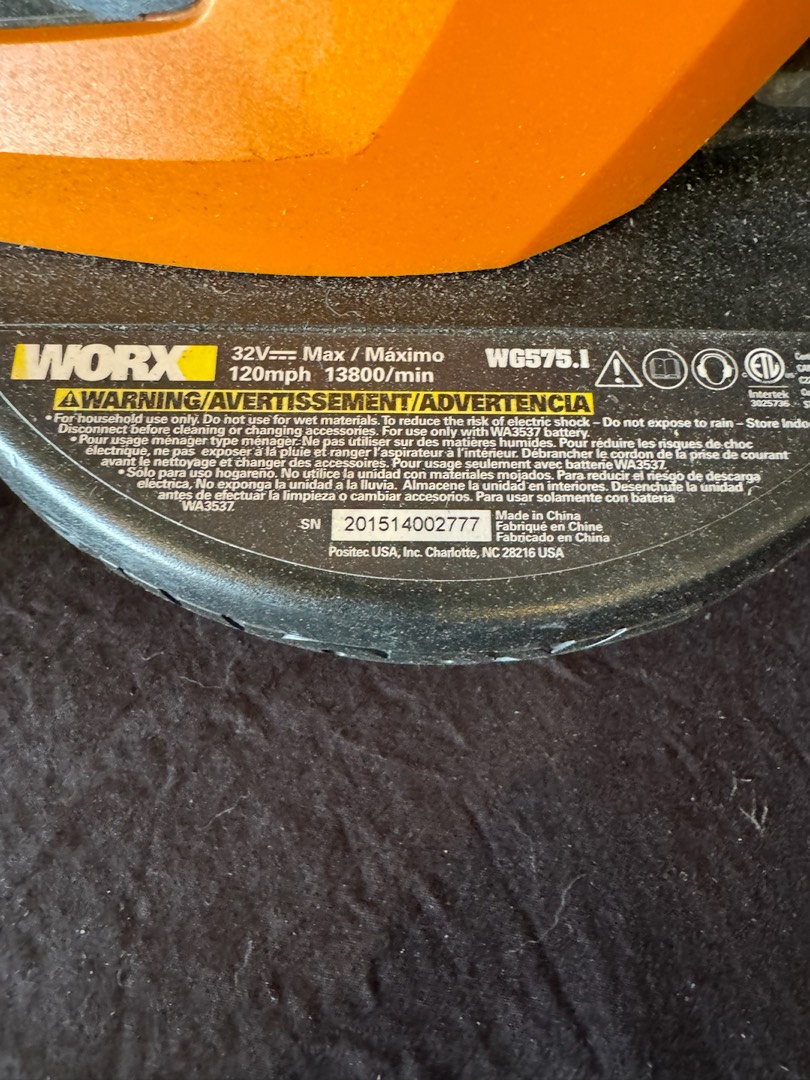 WORX
32V Max / Máximo
120mph 13800/min
WG575.1
Intertek
3025736
WARNING/AVERTISSEMENT/ADVERTENCIA
•For household use only. Do not use for wet materials. To reduce the risk of electric shock – Do not expose to rain – Store Indo
Disconnect before cleaning or changing accessories. For use only with WA3537 battery.
•Pour usage ménager type ménager. Ne pas utiliser sur des matières humides. Pour réduire les risques de choc
électrique, ne pas exposer à la pluie et ranger l'aspirateur à l'intérieur. Débrancher le cordon de la prise de courant
avant le nettoyage et changer des accessoires. Pour usage seulement avec batterie WA3537.
•Sólo para uso hogareno. No utilice la unidad con materiales mojados. Para reducir el riesgo de descarga
eléctrica, No exponga la unidad a la lluvia. Almacene la unidad en interiores. Desenchufe la unidad
antes de efectuar la limpieza o cambiar accesorios. Para usar solamente con bateria
WA3537.
SN 201514002777
Made in China
Fabriqué en Chine
Fabricado en China
Positec USA, Inc. Charlotte, NC 28216 USA